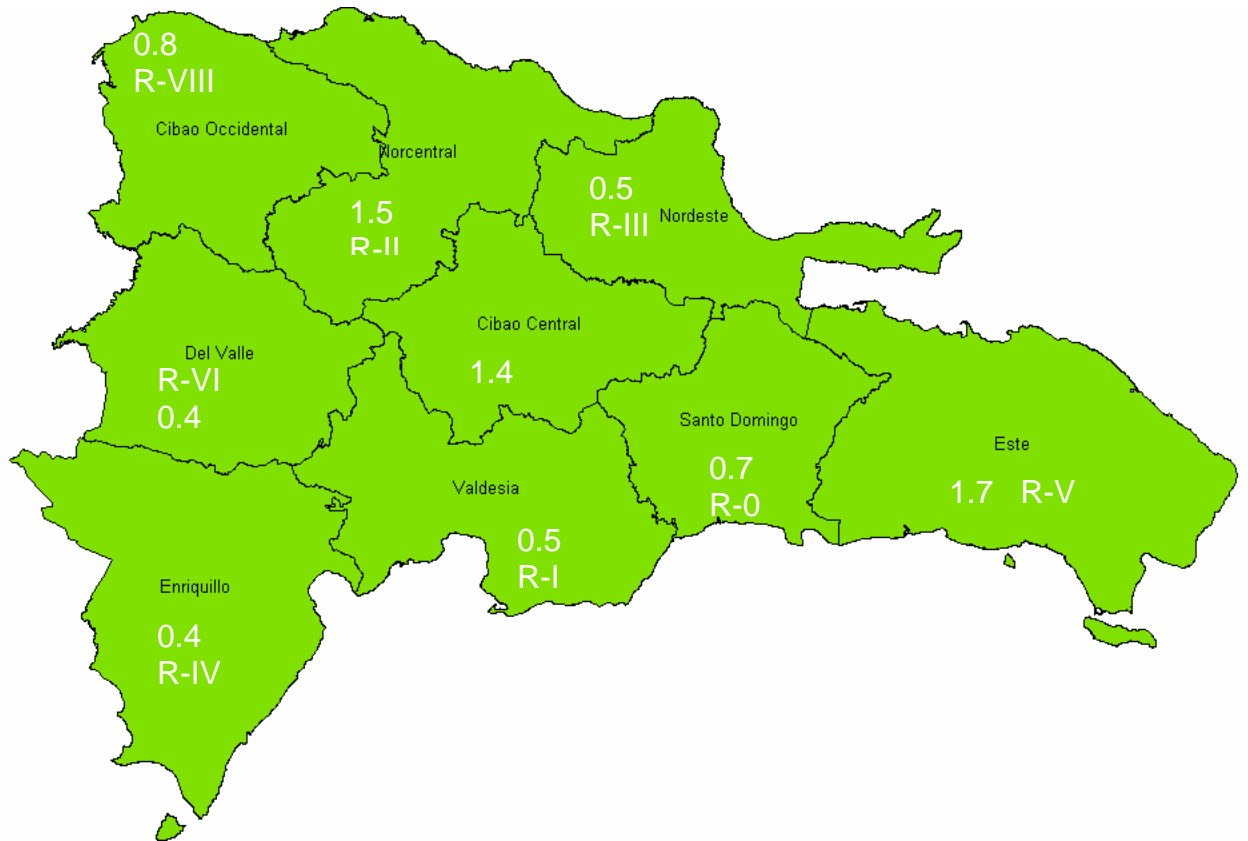 0.8
R-VIII
Cibao Occidental
Norcentral
1.5
R-II
0.5
R-III
Nordeste
Cibao Central
1.4
Del Valle
R-VI
0.4
Santo Domingo
0.7
R-0
Este
1.7 R-V
Valdesia
0.5
R-I
Enriquillo
0.4
R-IV